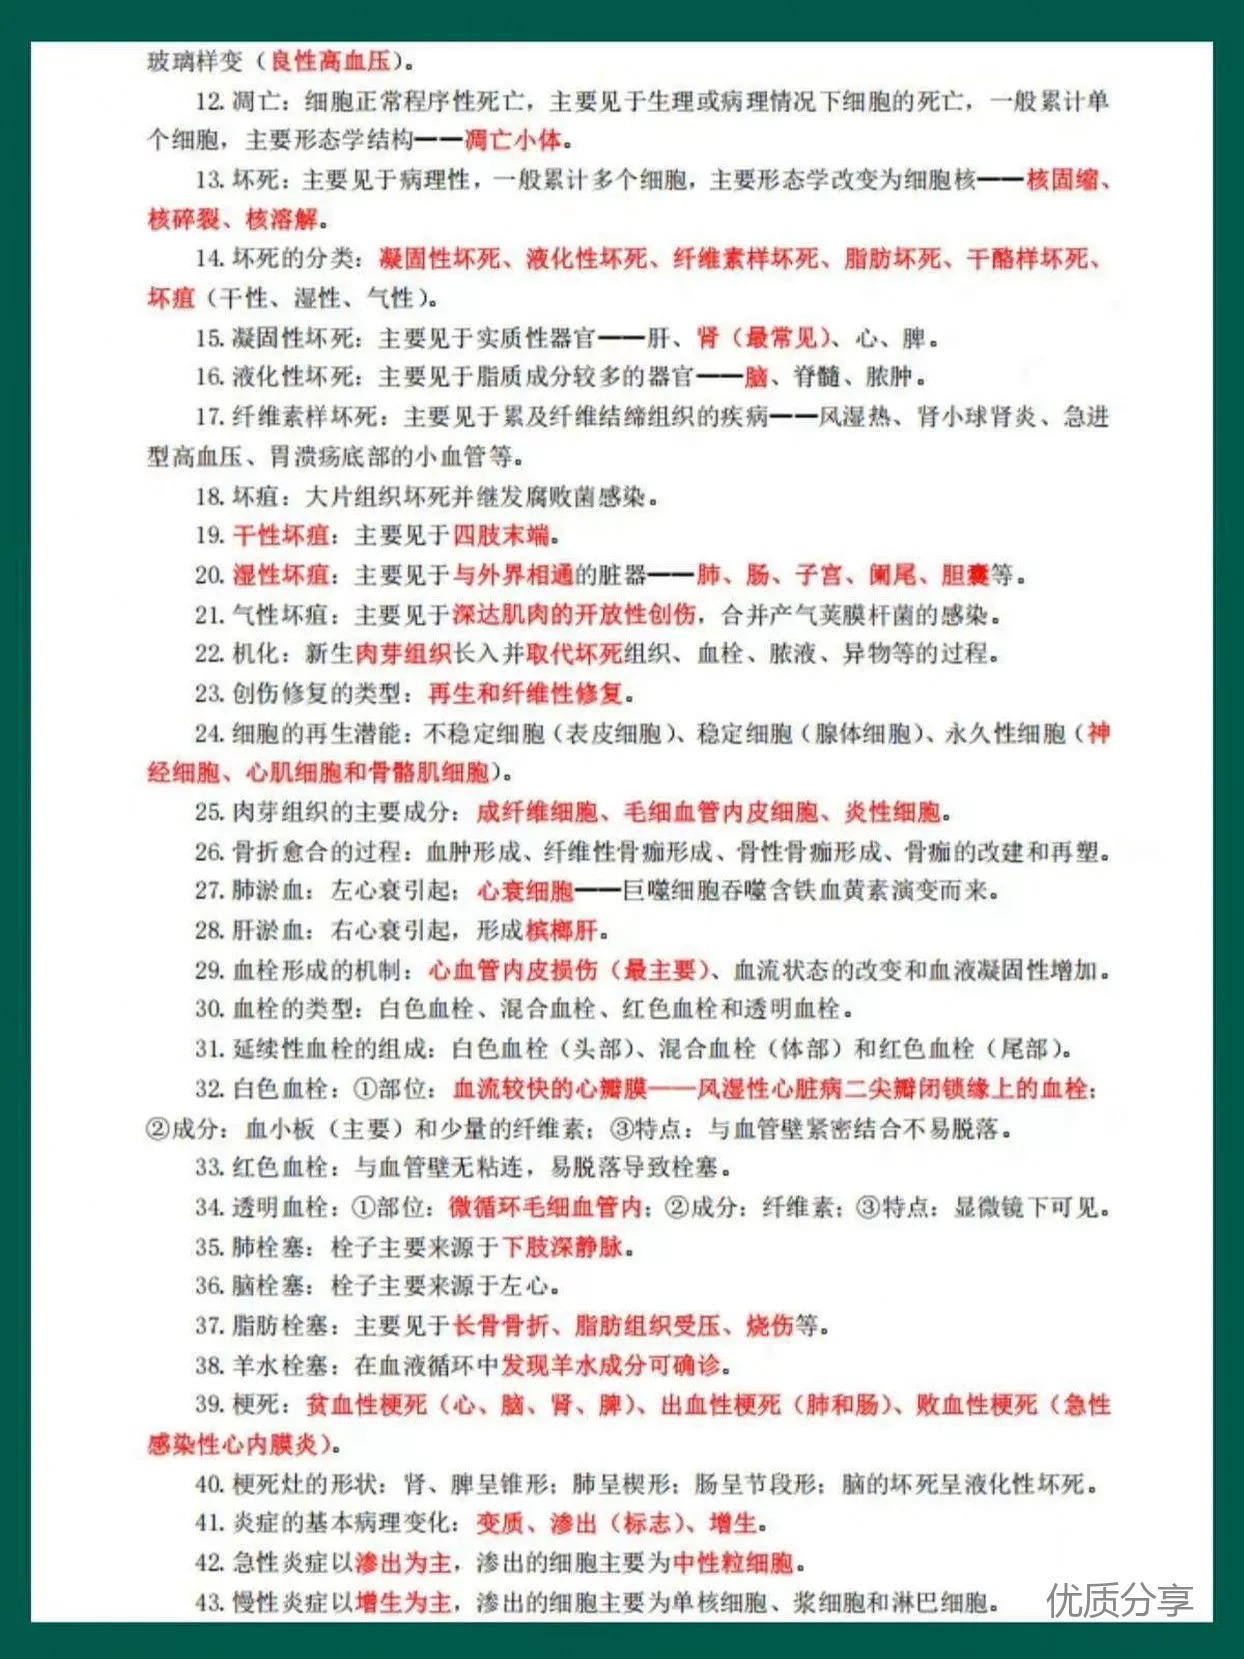 玻璃样变（良性高血压）。
12. 凋亡：细胞正常程序性死亡，主要见于生理或病理情况下细胞的死亡，一般累计单
个细胞，主要形态学结构——凋亡小体。
13. 坏死：主要见于病理性，一般累计多个细胞，主要形态学改变为细胞核——核固缩、
核碎裂、核溶解。
14. 坏死的分类：凝固性坏死、液化性坏死、纤维素样坏死、脂肪坏死、干酪样坏死、
坏疽（干性、湿性、气性）。
15. 凝固性坏死：主要见于实质性器官——肝、肾（最常见）、心、脾。
16. 液化性坏死：主要见于脂质成分较多的器官——脑、脊髓、脓肿。
17. 纤维素样坏死：主要见于累及纤维结缔组织的疾病——风湿热、肾小球肾炎、急进
型高血压、胃溃疡底部的小血管等。
18. 坏疽：大片组织坏死并继发腐败菌感染。
19. 干性坏疽：主要见于四肢末端。
20. 湿性坏疽：主要见于与外界相通的脏器——肺、肠、子宫、阑尾、胆囊等。
21. 气性坏疽：主要见于深达肌肉的开放性创伤，合并产气荚膜杆菌的感染。
22. 机化：新生肉芽组织长入并取代坏死组织、血栓、脓液、异物等的过程。
23. 创伤修复的类型：再生和纤维性修复。
24. 细胞的再生潜能：不稳定细胞（表皮细胞）、稳定细胞（腺体细胞）、永久性细胞（神
经细胞、心肌细胞和骨骼肌细胞）。
25. 肉芽组织的主要成分：成纤维细胞、毛细血管内皮细胞、炎性细胞。
26. 骨折愈合的过程：血肿形成、纤维性骨痂形成、骨性骨痂形成、骨痂的改建和再塑。
27. 肺淤血：左心衰引起；心衰细胞——巨噬细胞吞噬含铁血黄素演变而来。
28. 肝淤血：右心衰引起，形成槟榔肝。
29. 血栓形成的机制：心血管内皮损伤（最主要）、血流状态的改变和血液凝固性增加。
30. 血栓的类型：白色血栓、混合血栓、红色血栓和透明血栓。
31. 延续性血栓的组成：白色血栓（头部）、混合血栓（体部）和红色血栓（尾部）。
32. 白色血栓：①部位：血流较快的心瓣膜——风湿性心脏病二尖瓣闭锁缘上的血栓；
②成分：血小板（主要）和少量的纤维素；③特点：与血管壁紧密结合不易脱落。
33. 红色血栓：与血管壁无粘连，易脱落导致栓塞。
34. 透明血栓：①部位：微循环毛细血管内；②成分：纤维素；③特点：显微镜下可见。
35. 肺栓塞：栓子主要来源于下肢深静脉。
36. 脑栓塞：栓子主要来源于左心。
37. 脂肪栓塞：主要见于长骨骨折、脂肪组织受压、烧伤等。
38. 羊水栓塞：在血液循环中发现羊水成分可确诊。
39. 梗死：贫血性梗死（心、脑、肾、脾）、出血性梗死（肺和肠）、败血性梗死（急性
感染性心内膜炎）。
40. 梗死灶的形状：肾、脾呈锥形；肺呈楔形；肠呈节段形；脑的坏死呈液化性坏死。
41. 炎症的基本病理变化：变质、渗出（标志）、增生。
42. 急性炎症以渗出为主，渗出的细胞主要为中性粒细胞。
43. 慢性炎症以增生为主，渗出的细胞主要为单核细胞、浆细胞和淋巴细胞。
优质分享